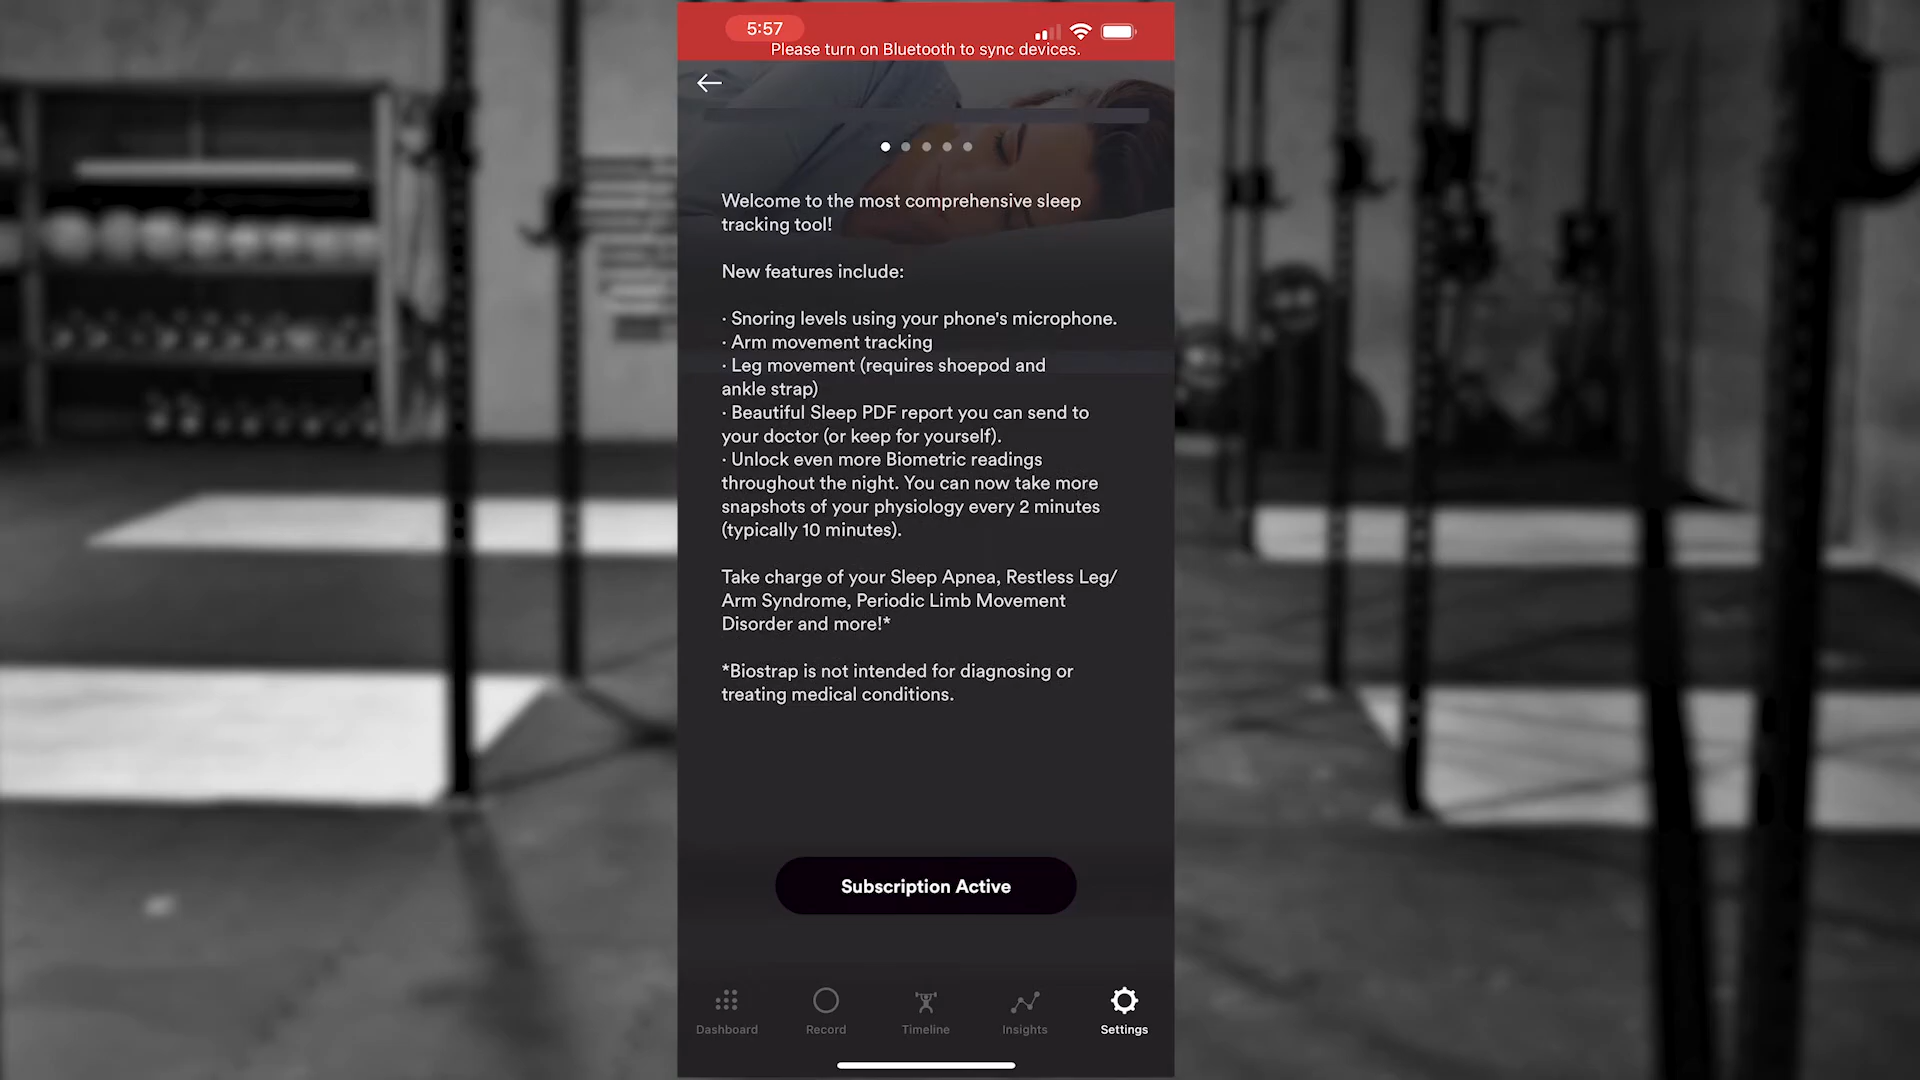 5:57
Please turn on Bluetooth to sync devices.
Welcome to the most comprehensive sleep
tracking tool!
New features include:
· Snoring levels using your phone's microphone.
· Arm movement tracking
· Leg movement (requires shoepod and
ankle strap)
· Beautiful Sleep PDF report you can send to
your doctor (or keep for yourself).
· Unlock even more Biometric readings
throughout the night. You can now take more
snapshots of your physiology every 2 minutes
(typically 10 minutes).
Take charge of your Sleep Apnea, Restless Leg/
Arm Syndrome, Periodic Limb Movement
Disorder and more!*
*Biostrap is not intended for diagnosing or
treating medical conditions.
Subscription Active
Dashboard Record Timeline Insights Settings